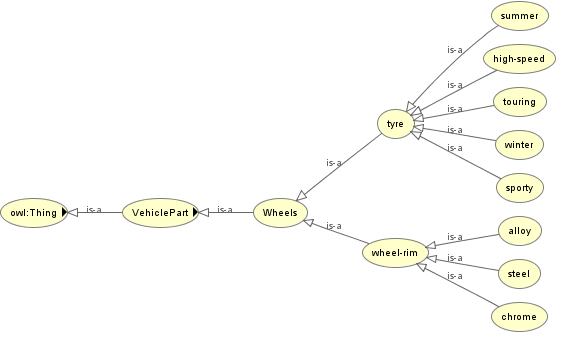 summer
is-a
high-speed
is-a
touring
is-a
tyre
is-a
winter
is-a
is-a
sporty
owl:Thing
is-a
VehiclePart
is-a
Wheels
is-a
alloy
is-a
wheel-rim
is-a
steel
is-a
chrome